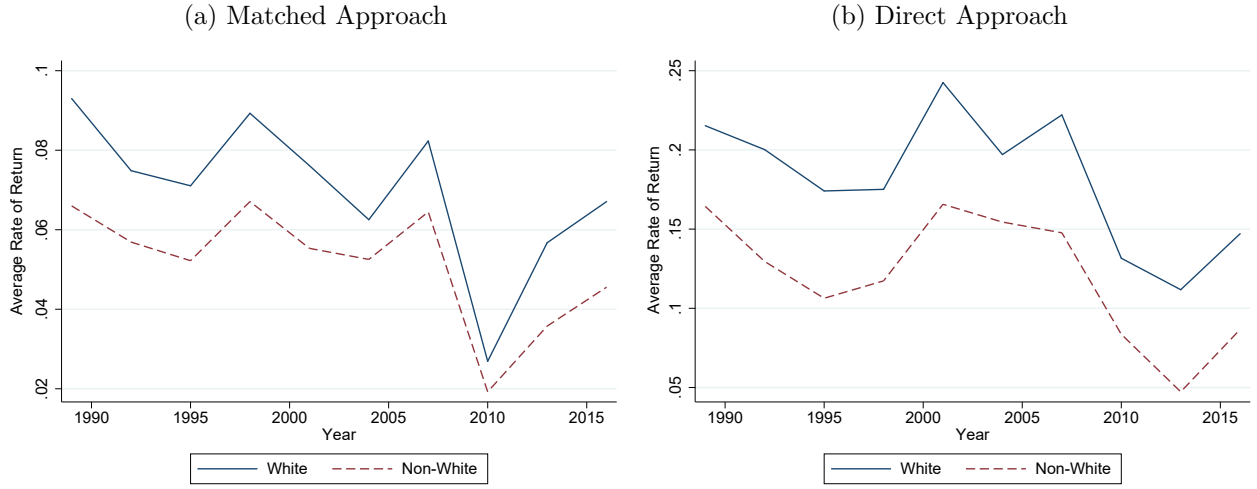 (a) Matched Approach
Average Rate of Return
.1
.08
.06
.04
.02
1990 1995 2000 2005 2010 2015
Year
White Non-White
(b) Direct Approach
Average Rate of Return
.25
.2
.15
.1
.05
1990 1995 2000 2005 2010 2015
Year
White Non-White